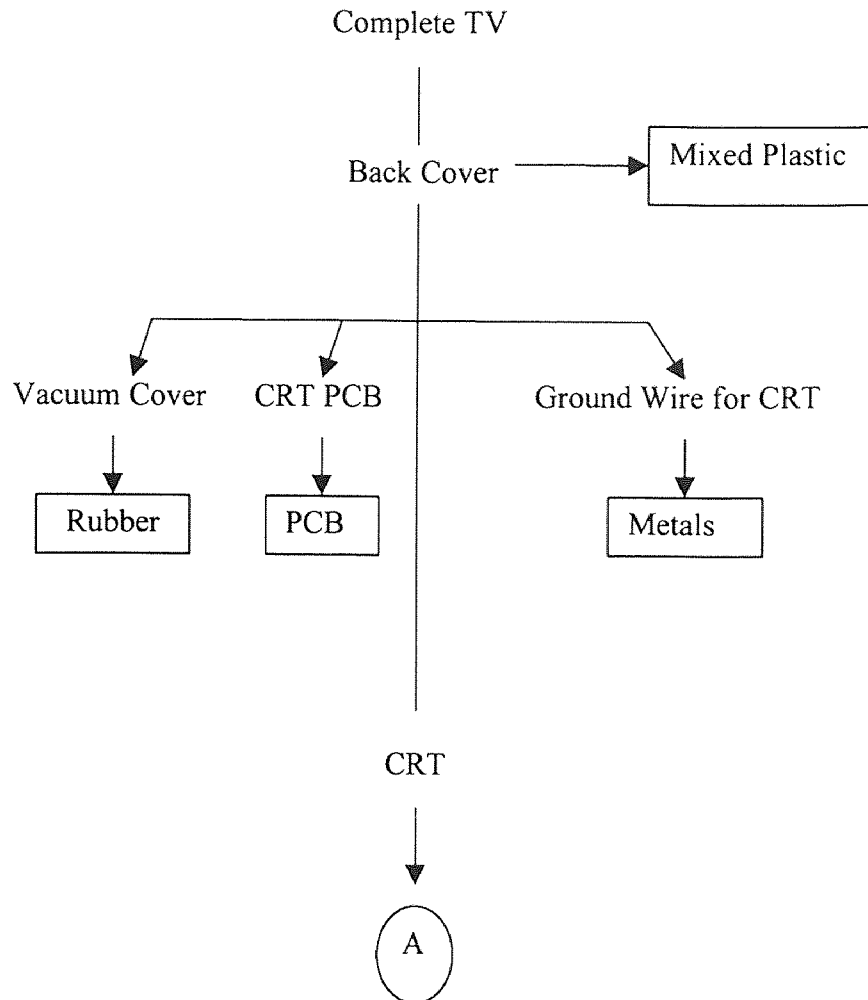 Complete TV
Back Cover
Mixed Plastic
Vacuum Cover
CRT PCB
Ground Wire for CRT
Rubber
PCB
Metals
CRT
A